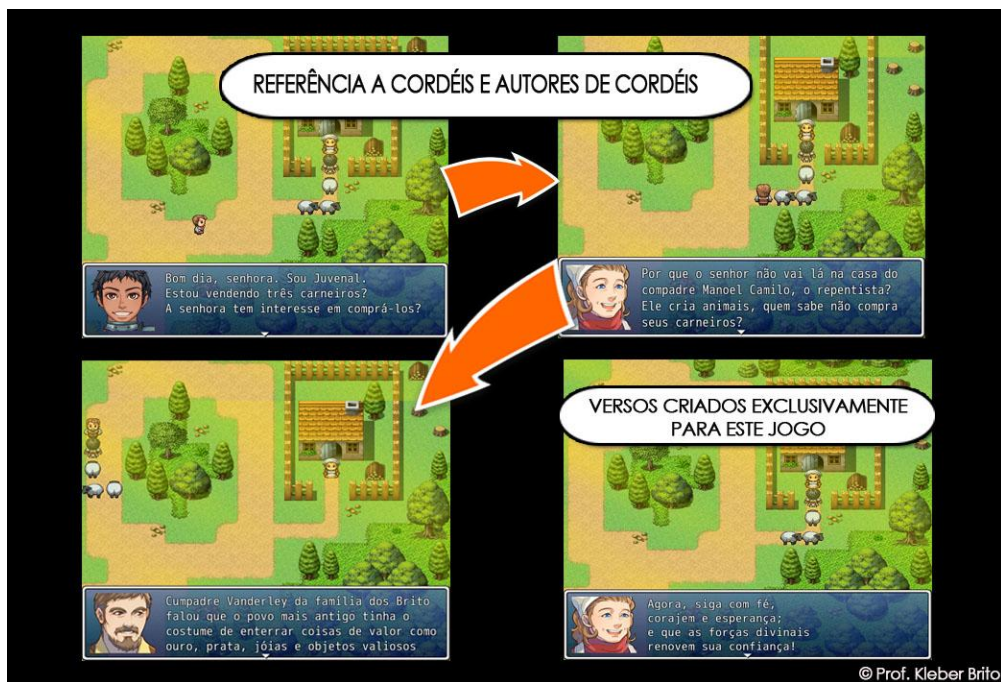 REFERÊNCIA A CORDÉIS E AUTORES DE CORDÉIS
Bom dia, senhora. Sou Juvenal.
Estou vendendo três carneiros?
A senhora tem interesse em comprá-los?
Por que o senhor não vai lá na casa do
compadre Manoel Camilo, o repentista?
Ele cria animais, quem sabe não compra
seus carneiros?
Cumpadre Vanderley da família dos Brito
falou que o povo mais antigo tinha o
costume de enterrar coisas de valor como
ouro, prata, jóias e objetos valiosos
VERSOS CRIADOS EXCLUSIVAMENTE
PARA ESTE JOGO
Agora, siga com fé,
corajem e esperança;
e que as forças divinais
renovem sua confiança!
© Prof. Kleber Brito